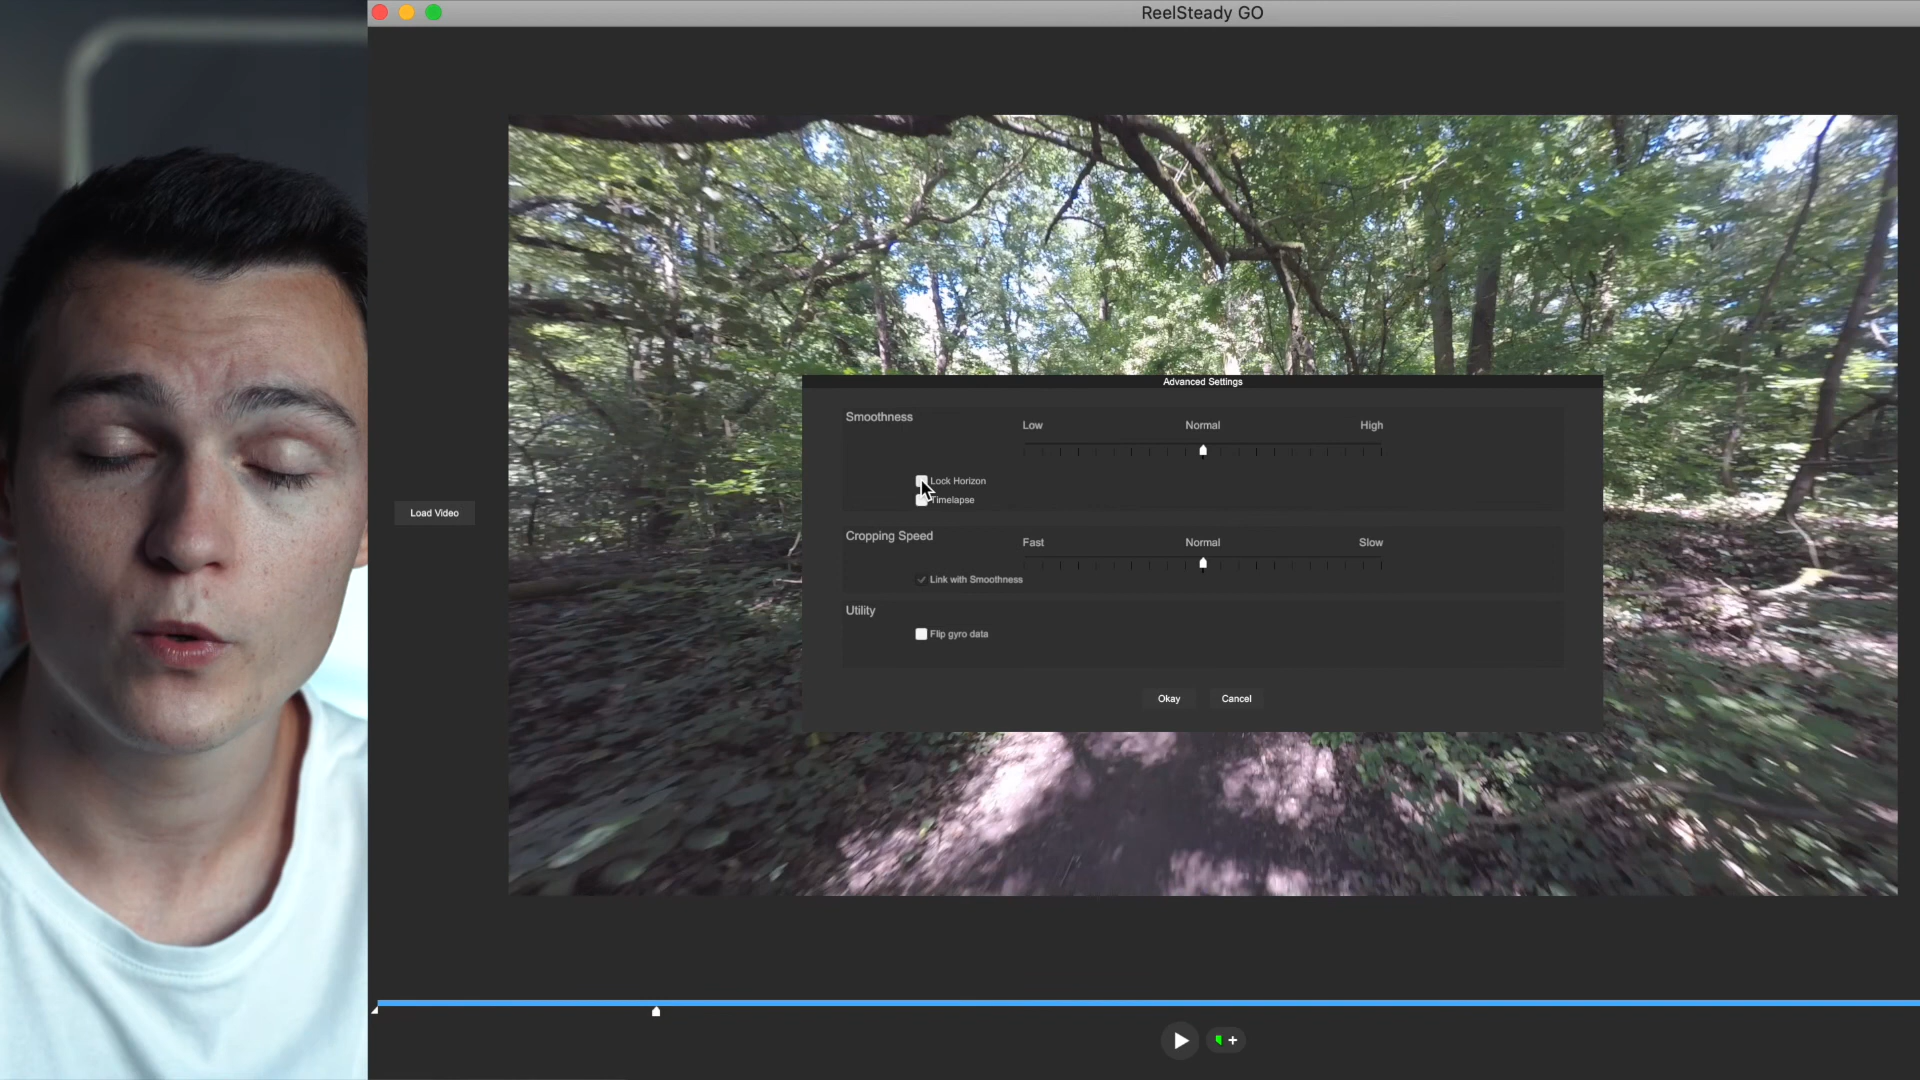 ReelSteady GO
Advanced Settings
Smoothness
Low Normal High
Lock Horizon
Timelapse
Load Video
Cropping Speed
Fast Normal Slow
Link with Smoothness
Utility
Flip gyro data
Okay Cancel